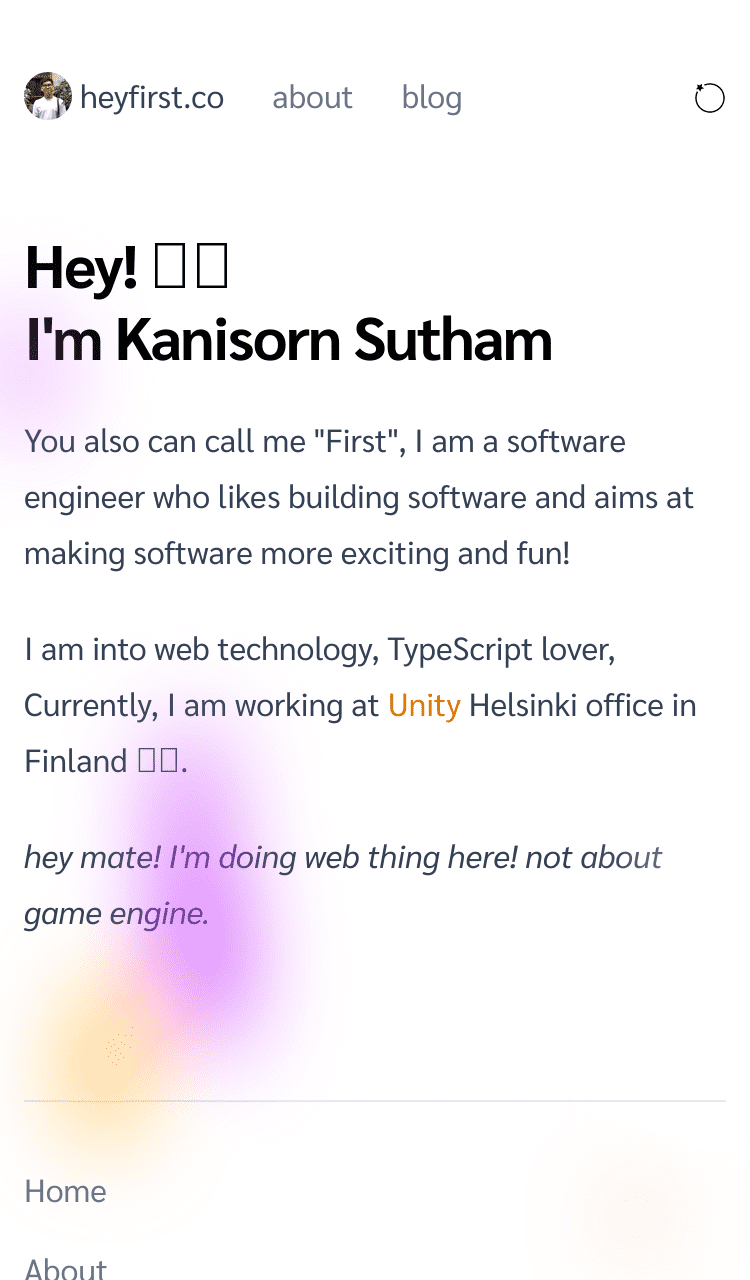 heyfirst.co about blog
Hey! 
I'm Kanisorn Sutham
You also can call me "First", I am a software
engineer who likes building software and aims at
making software more exciting and fun!
I am into web technology, TypeScript lover,
Currently, I am working at Unity Helsinki office in
Finland .
hey mate! I'm doing web thing here! not about
game engine.
Home
About